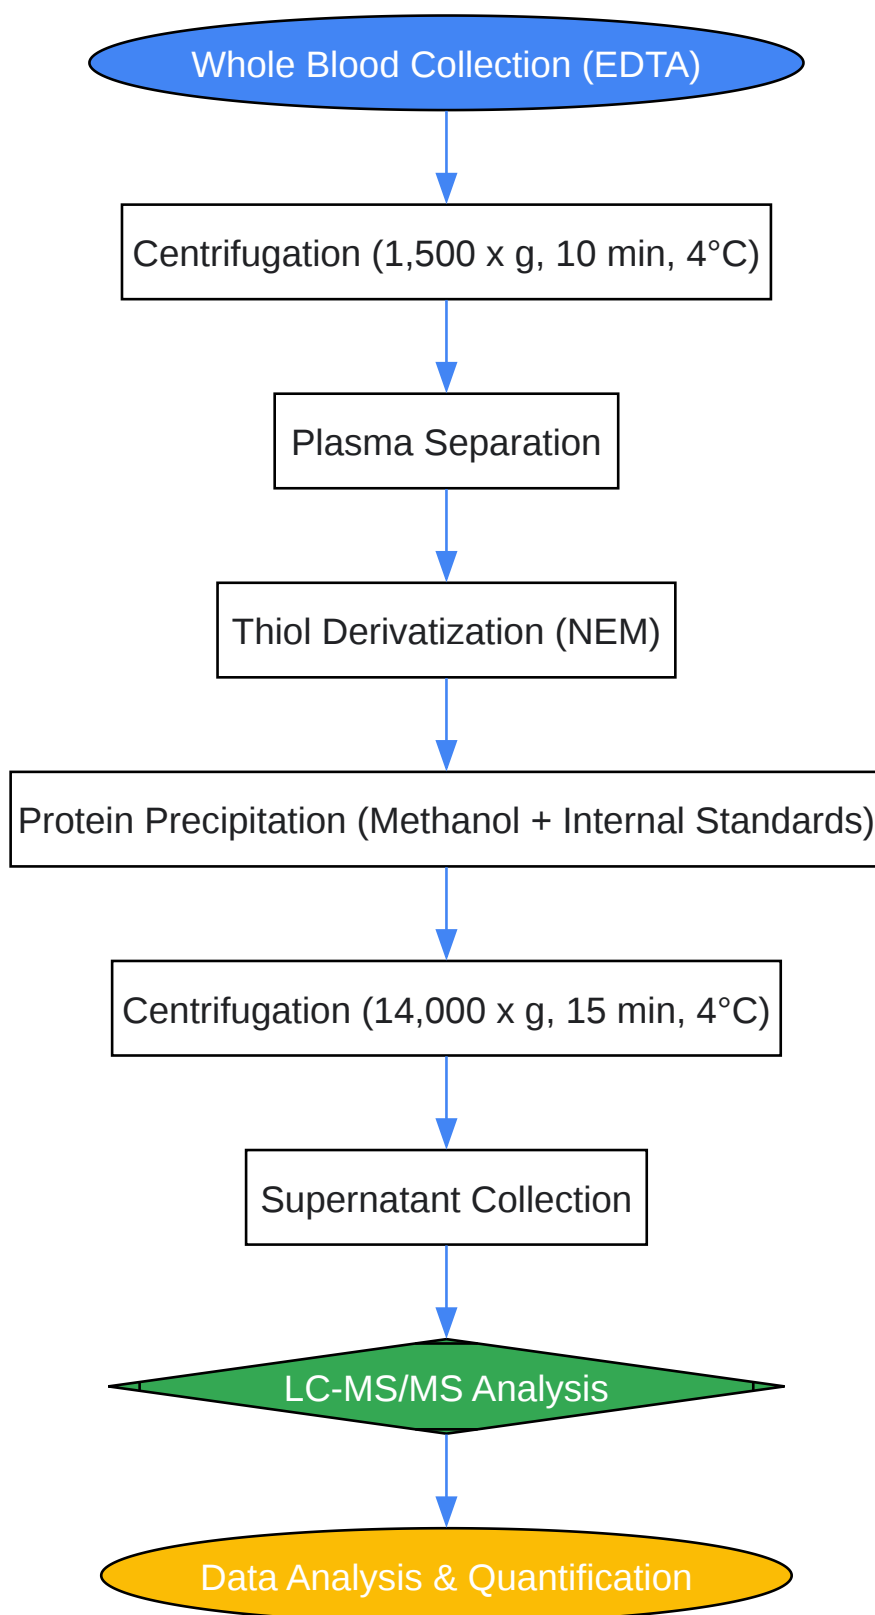 Whole Blood Collection (EDTA)
Centrifugation (1,500 x g, 10 min, 4°C)
Plasma Separation
Thiol Derivatization (NEM)
Protein Precipitation (Methanol + Internal Standards)
Centrifugation (14,000 x g, 15 min, 4°C)
Supernatant Collection
LC-MS/MS Analysis
Data Analysis & Quantification